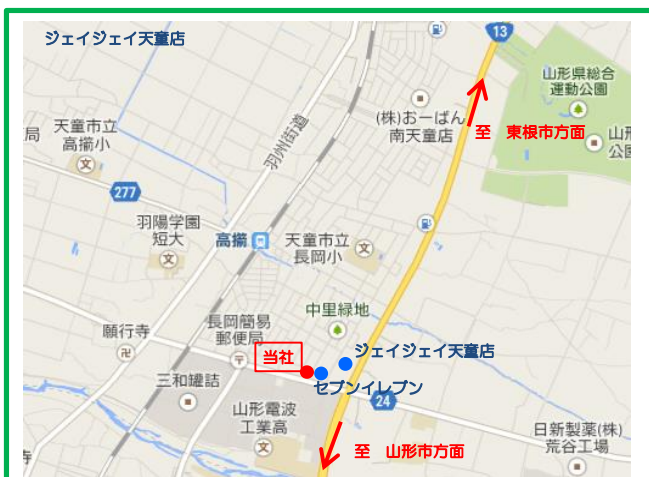 ジェイジェイ天童店
13
山形県総合
運動公園
(株)おーばん
南天童店
至 東根市方面
山形
公園
局
天童市立
高擶小
文
羽州街道
277
羽陽学園
短大
文
高擶
天童市立
長岡小
文
中里緑地
長岡簡易
郵便局
願行寺
当社
ジェイジェイ天童店
セブンイレブン
三和罐詰
24
山形電波
工業高
文
日新製薬(株)
荒谷工場
至 山形市方面
寺